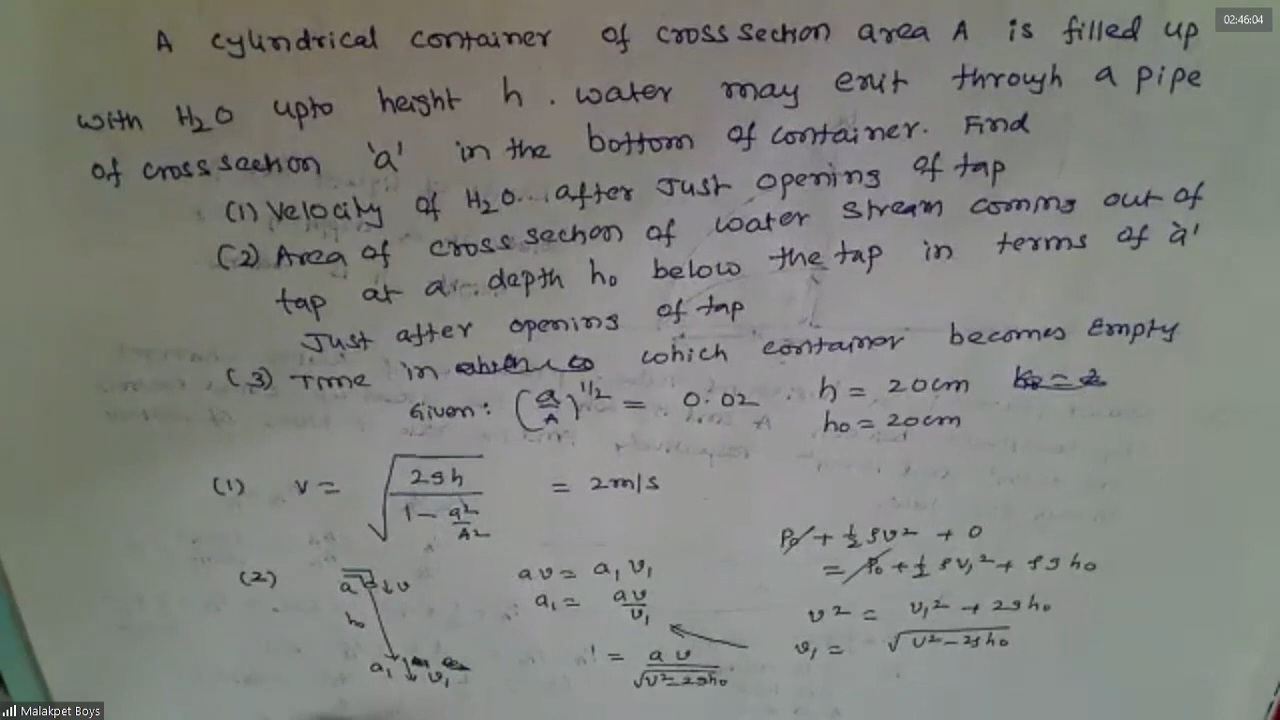 02:46:04
A cylindrical container of cross section area A is filled up
with H2O upto height h. water may exit through a pipe
of cross section 'a' in the bottom of container. Find
(1) Velocity of H2O... after Just opening of tap
(2) Area of cross section of water stream coming out of
tap at a depth h₀ below the tap in terms of 'a'
Just after opening of tap
(3) Time in which container becomes Empty
Given: (a/A)^1/2 = 0.02 h = 20cm
h₀ = 20cm
(1) v = √(2gh / (1 - a²/A²)) = 2m/s
P₀ + ½ρv² + 0
= P₀ + ½ρv₁² + ρgh₀
(2) a ↓v av = a₁v₁
h₀ a₁ = av/v₁ v² = v₁² + 2gh₀
v₁ = √(v² - 2gh₀)
a₁ ↓ v₁ = av/√(v² - 2gh₀)
Malakpet Boys